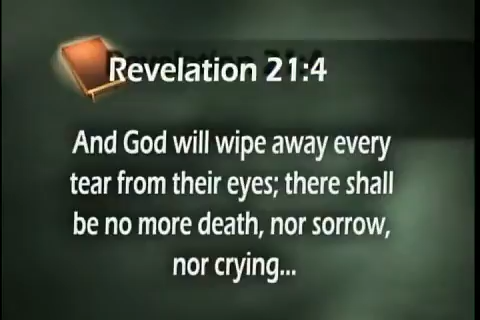 Revelation 21:4
And God will wipe away every
tear from their eyes; there shall
be no more death, nor sorrow,
nor crying...